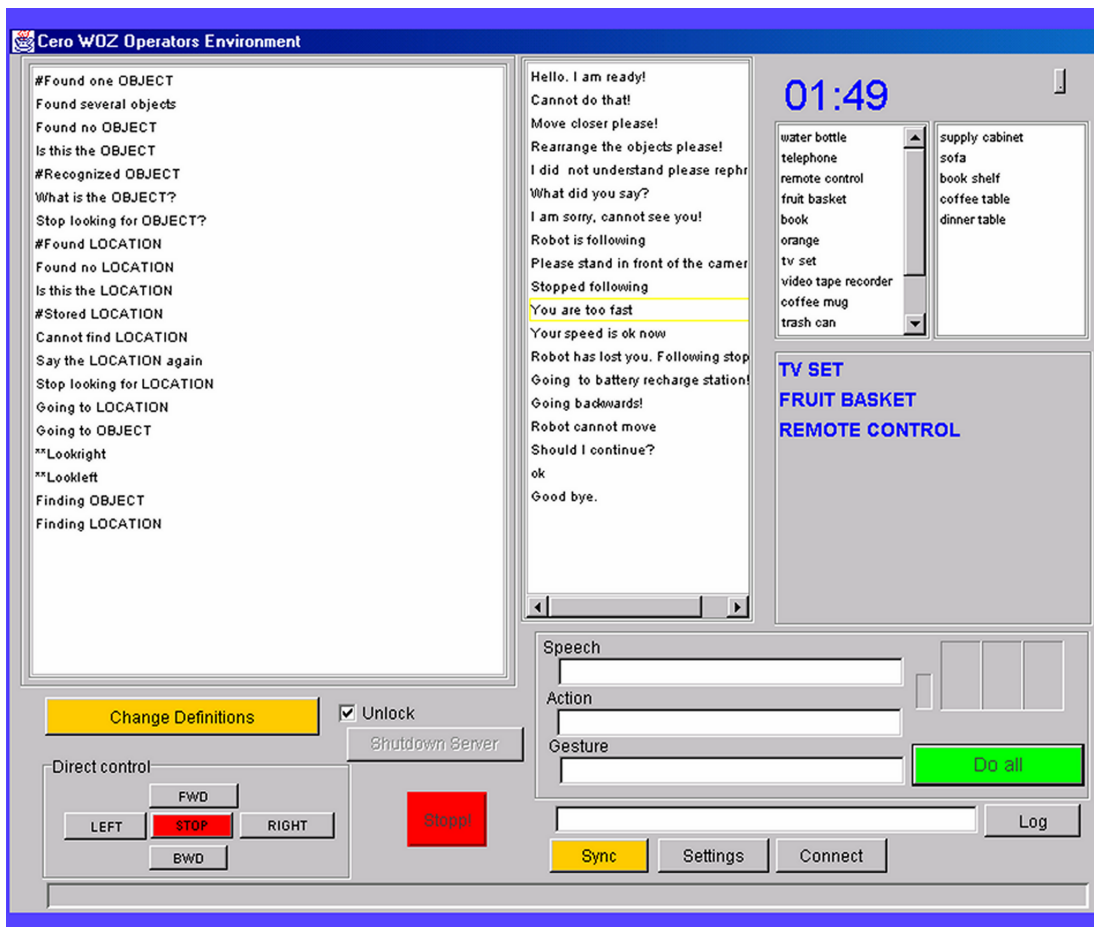 Cero WOZ Operators Environment
#Found one OBJECT
Found several objects
Found no OBJECT
Is this the OBJECT
#Recognized OBJECT
What is the OBJECT?
Stop looking for OBJECT?
#Found LOCATION
Found no LOCATION
Is this the LOCATION
#Stored LOCATION
Cannot find LOCATION
Say the LOCATION again
Stop looking for LOCATION
Going to LOCATION
Going to OBJECT
**Lookright
**Lookleft
Finding OBJECT
Finding LOCATION
Hello. I am ready!
Cannot do that!
Move closer please!
Rearrange the objects please!
I did not understand please rephr
What did you say?
I am sorry, cannot see you!
Robot is following
Please stand in front of the camer
Stopped following
You are too fast
Your speed is ok now
Robot has lost you. Following stop
Going to battery recharge station!
Going backwards!
Robot cannot move
Should I continue?
ok
Good bye.
01:49
.
water bottle
telephone
remote control
fruit basket
book
orange
tv set
video tape recorder
coffee mug
trash can
supply cabinet
sofa
book shelf
coffee table
dinner table
TV SET
FRUIT BASKET
REMOTE CONTROL
Change Definitions
Unlock
Shutdown Server
Direct control
FWD
LEFT
STOP
RIGHT
BWD
Stopp!
Speech
Action
Gesture
Do all
Log
Sync
Settings
Connect